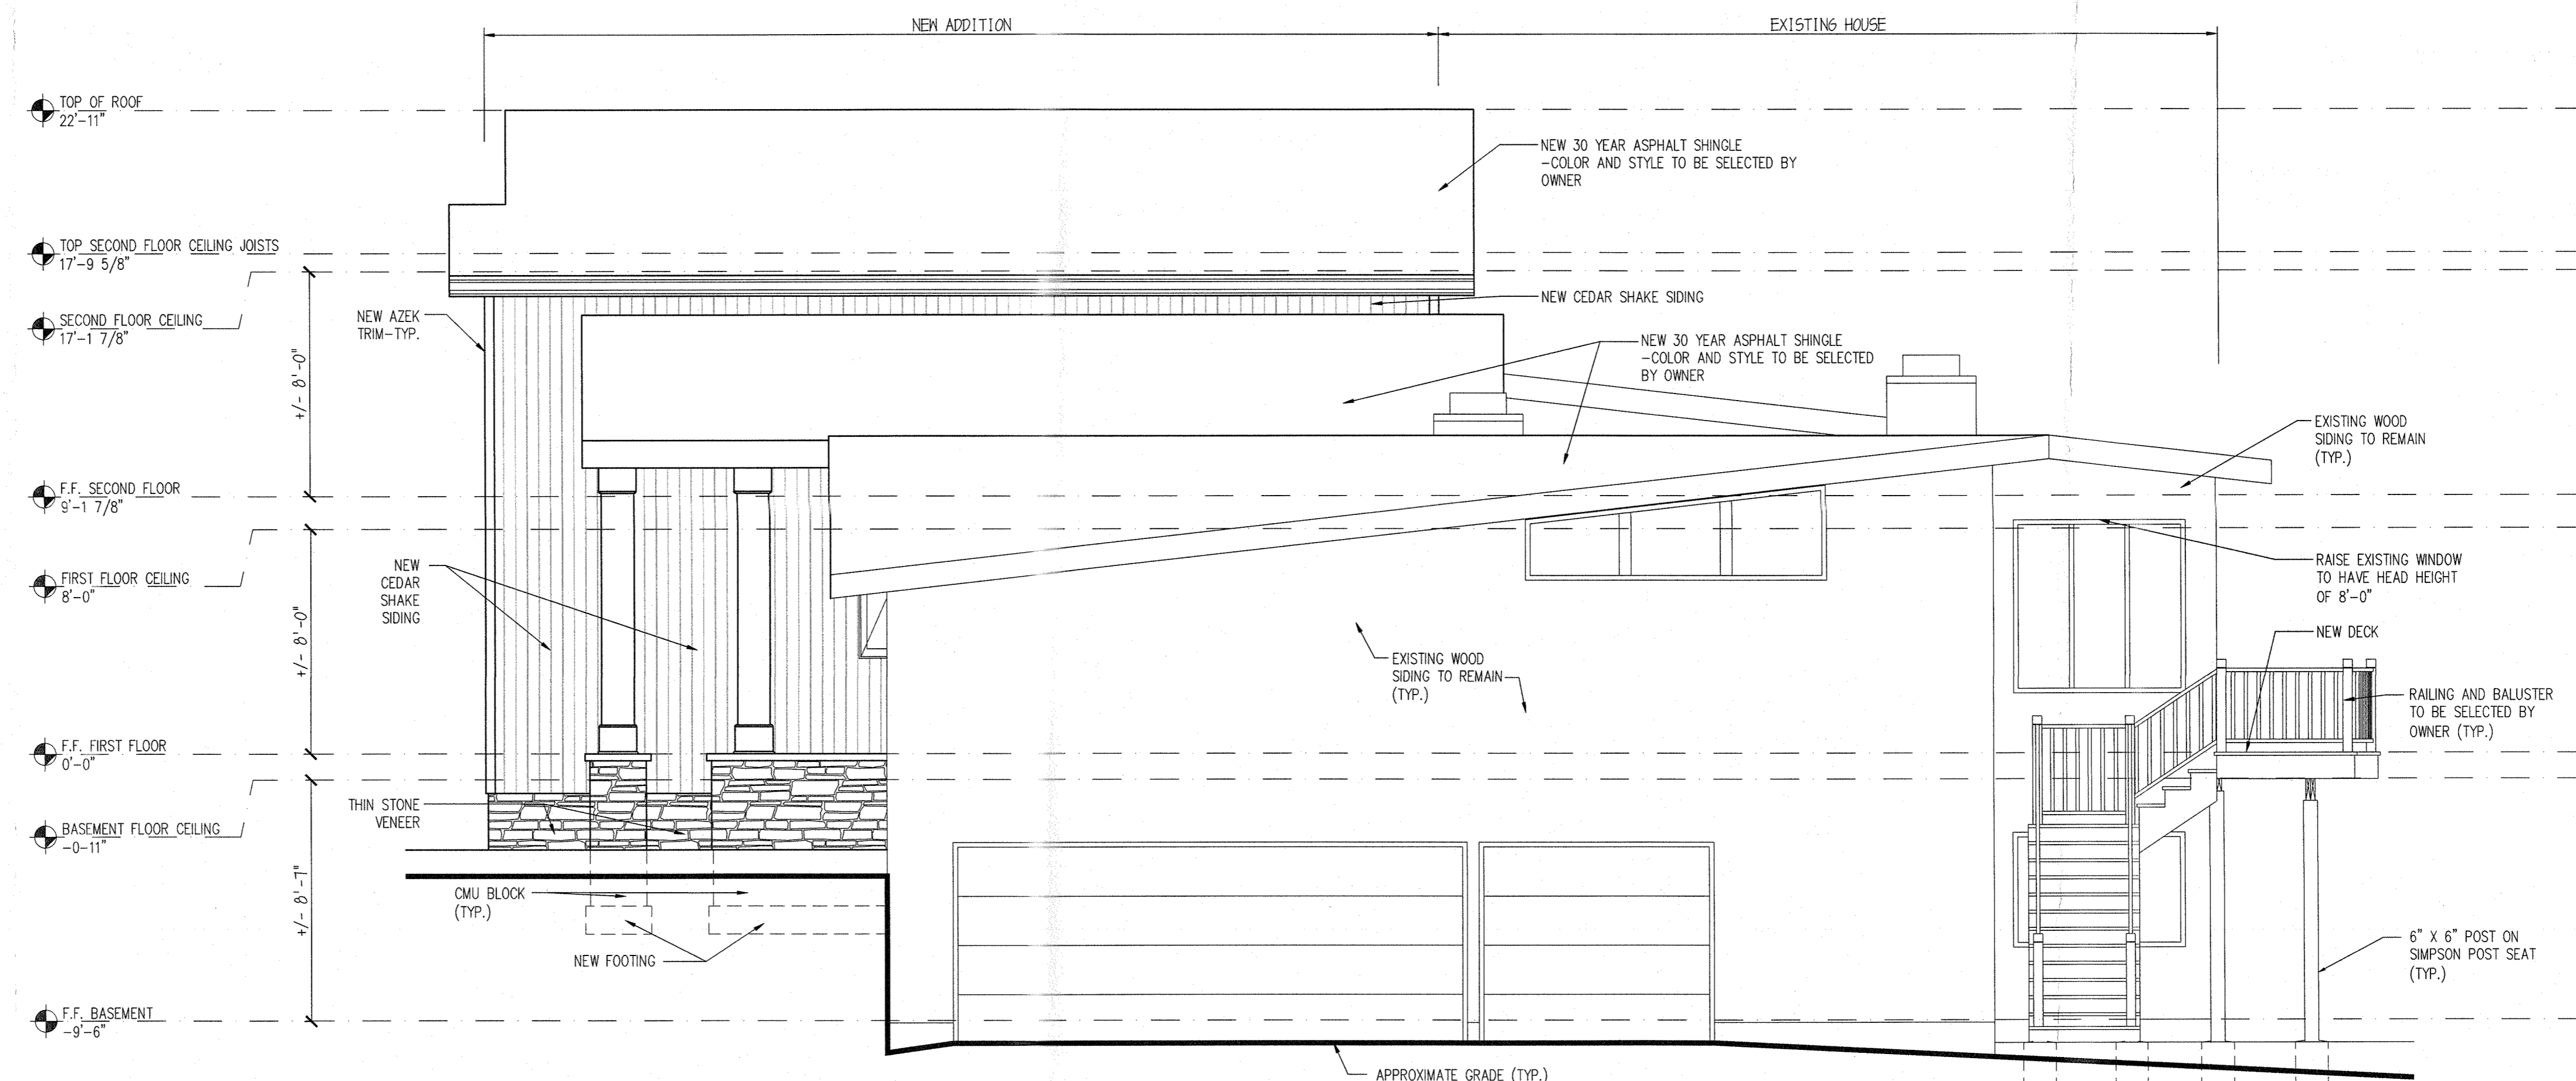 NEW ADDITION
EXISTING HOUSE
TOP OF ROOF
22'-11"
TOP SECOND FLOOR CEILING JOISTS
17'-9 5/8"
SECOND FLOOR CEILING
17'-1 7/8"
F.F. SECOND FLOOR
9'-1 7/8"
FIRST FLOOR CEILING
8'-0"
F.F. FIRST FLOOR
0'-0"
BASEMENT FLOOR CEILING
-0-11"
F.F. BASEMENT
-9'-6"
+/- 8'-0"
+/- 8'-0"
+/- 8'-7"
NEW AZEK
TRIM-TYP.
NEW
CEDAR
SHAKE
SIDING
THIN STONE
VENEER
CMU BLOCK
(TYP.)
NEW FOOTING
NEW 30 YEAR ASPHALT SHINGLE
-COLOR AND STYLE TO BE SELECTED BY
OWNER
NEW CEDAR SHAKE SIDING
NEW 30 YEAR ASPHALT SHINGLE
-COLOR AND STYLE TO BE SELECTED
BY OWNER
EXISTING WOOD
SIDING TO REMAIN
(TYP.)
EXISTING WOOD
SIDING TO REMAIN
(TYP.)
RAISE EXISTING WINDOW
TO HAVE HEAD HEIGHT
OF 8'-0"
NEW DECK
RAILING AND BALUSTER
TO BE SELECTED BY
OWNER (TYP.)
6" X 6" POST ON
SIMPSON POST SEAT
(TYP.)
APPROXIMATE GRADE (TYP.)